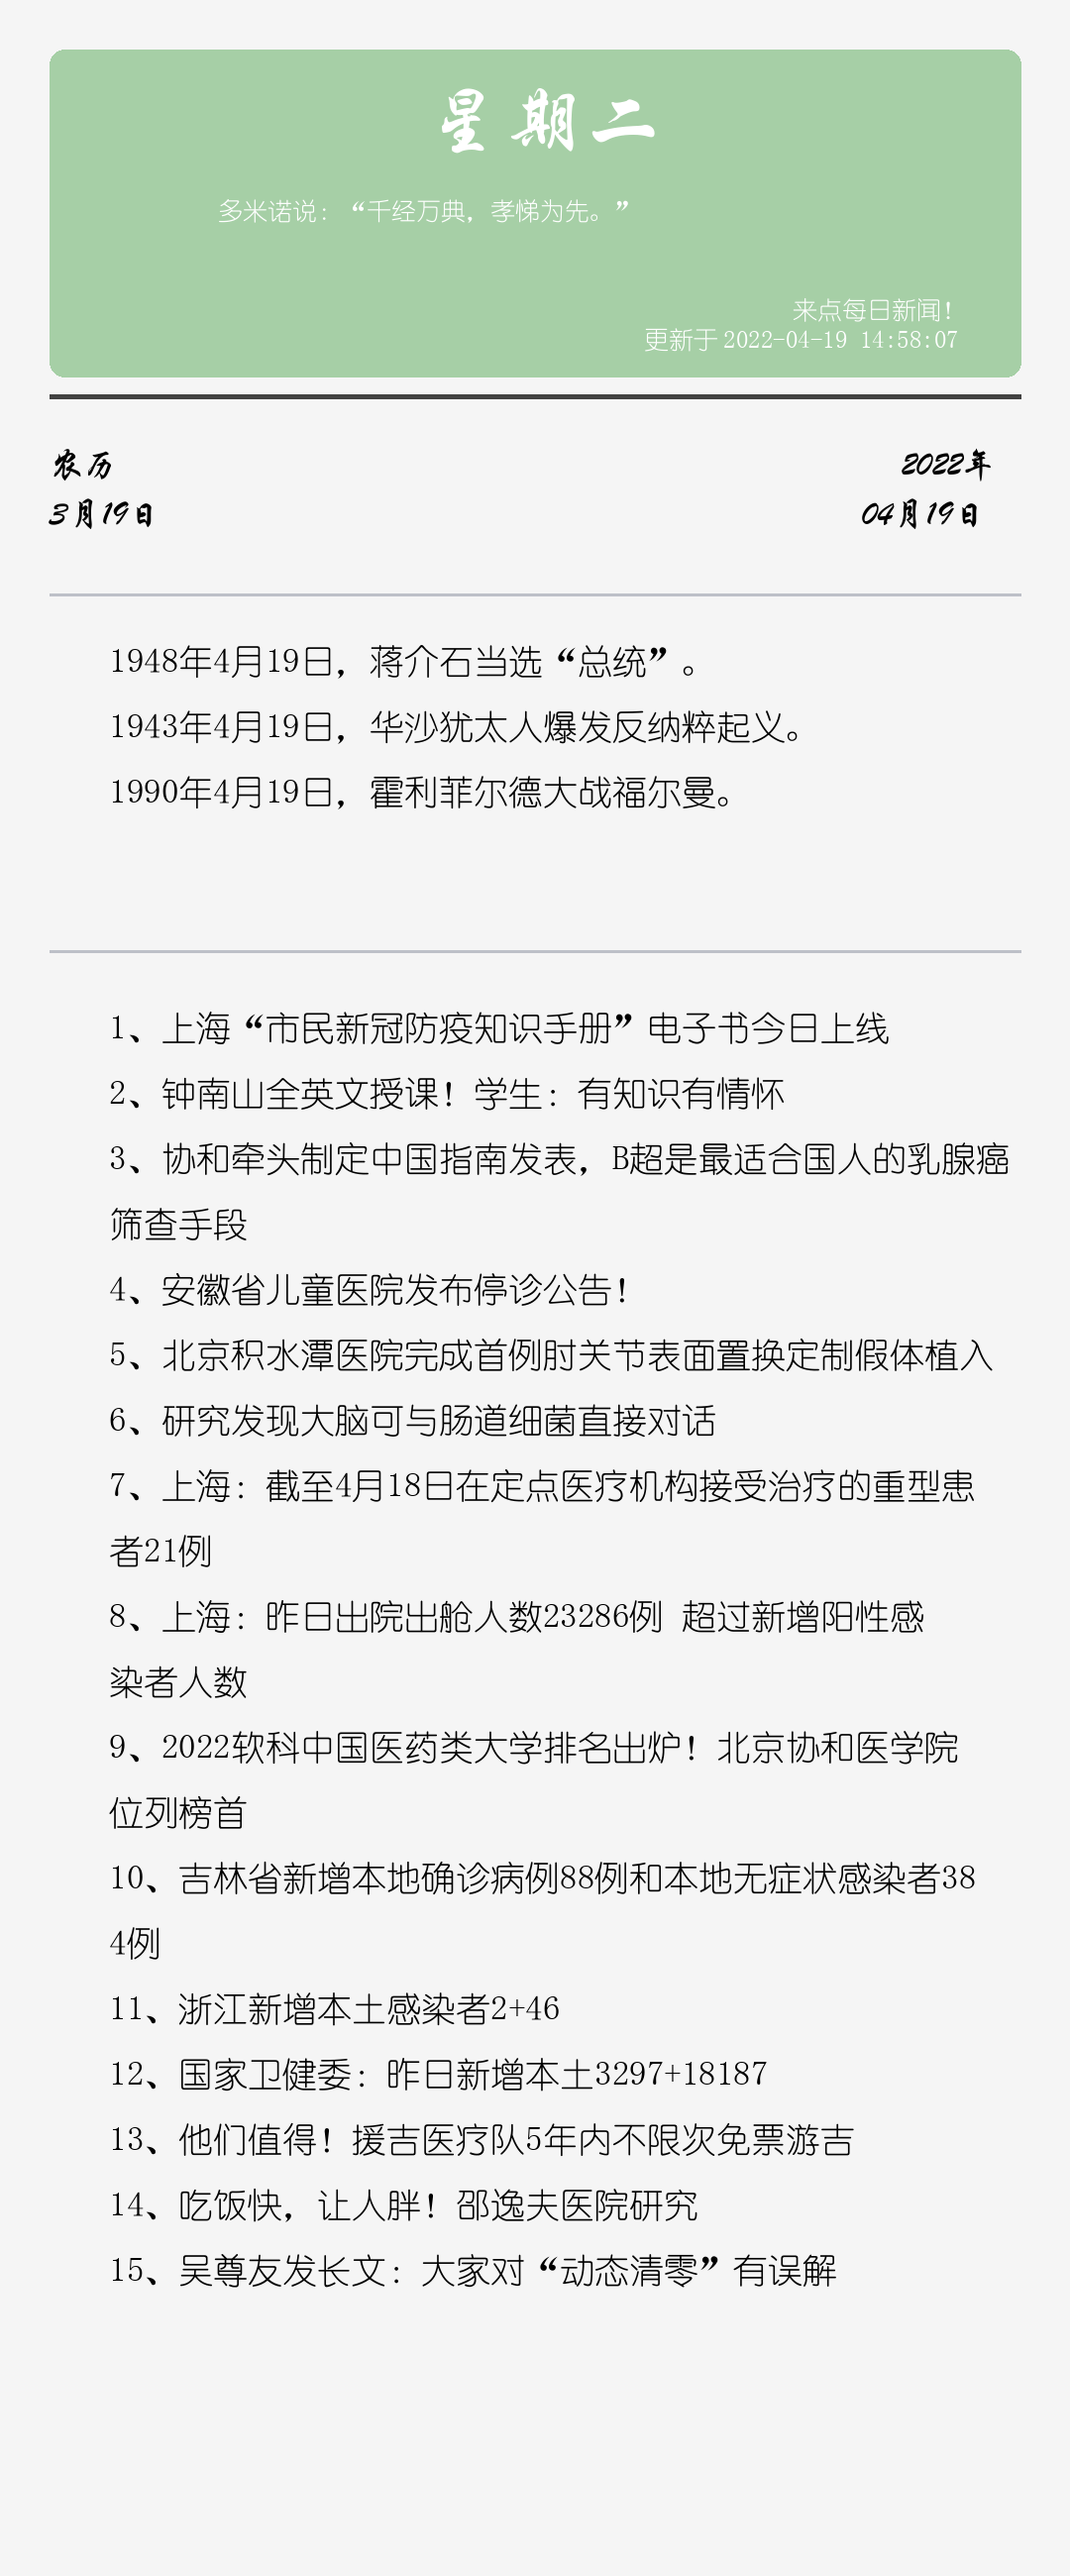 星期二
多米诺说：“千经万典，孝悌为先。”
来点每日新闻！
更新于 2022-04-19 14:58:07
农历
3月19日
2022年
04月19日
1948年4月19日，蒋介石当选“总统”。
1943年4月19日，华沙犹太人爆发反纳粹起义。
1990年4月19日，霍利菲尔德大战福尔曼。
1、上海“市民新冠防疫知识手册”电子书今日上线
2、钟南山全英文授课！学生：有知识有情怀
3、协和牵头制定中国指南发表，B超是最适合国人的乳腺癌
筛查手段
4、安徽省儿童医院发布停诊公告！
5、北京积水潭医院完成首例肘关节表面置换定制假体植入
6、研究发现大脑可与肠道细菌直接对话
7、上海：截至4月18日在定点医疗机构接受治疗的重型患
者21例
8、上海：昨日出院出舱人数23286例 超过新增阳性感
染者人数
9、2022软科中国医药类大学排名出炉！北京协和医学院
位列榜首
10、吉林省新增本地确诊病例88例和本地无症状感染者38
4例
11、浙江新增本土感染者2+46
12、国家卫健委：昨日新增本土3297+18187
13、他们值得！援吉医疗队5年内不限次免票游吉
14、吃饭快，让人胖！邵逸夫医院研究
15、吴尊友发长文：大家对“动态清零”有误解